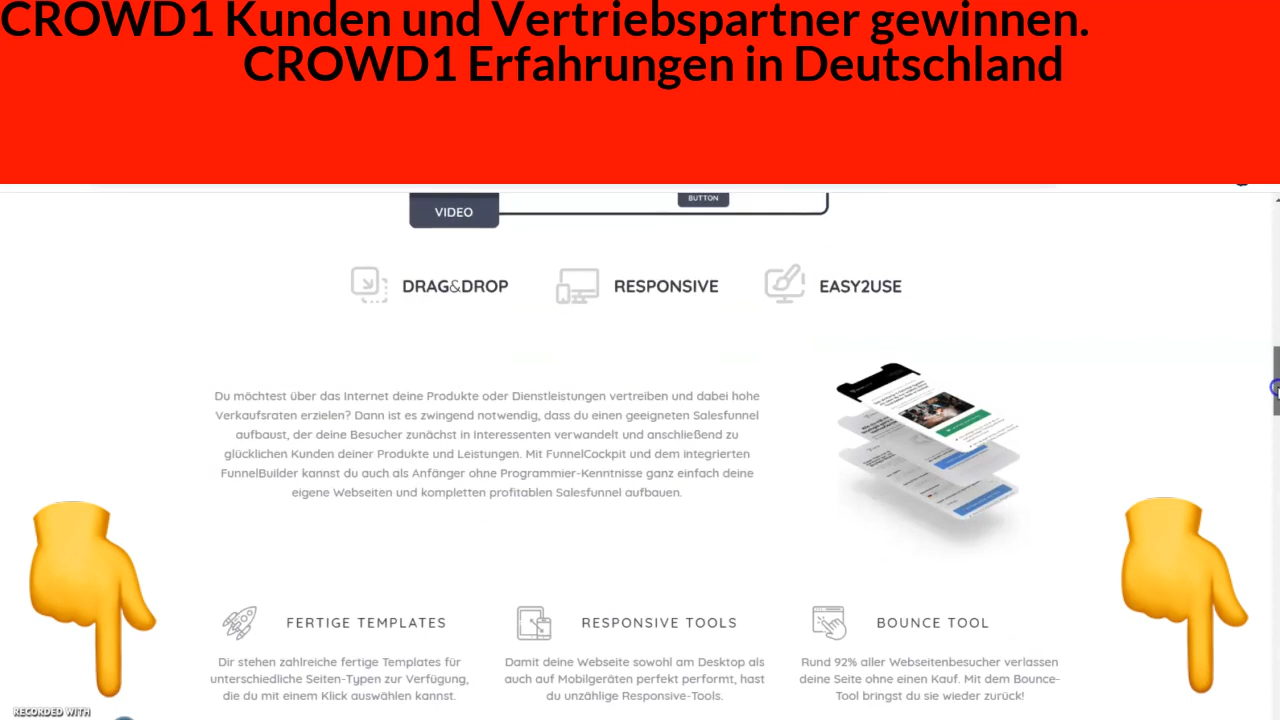 CROWD1 Kunden und Vertriebspartner gewinnen.
CROWD1 Erfahrungen in Deutschland
VIDEO
BUTTON
DRAG&DROP
RESPONSIVE
EASY2USE
Du möchtest über das Internet deine Produkte oder Dienstleistungen vertreiben und dabei hohe
Verkaufsraten erzielen? Dann ist es zwingend notwendig, dass du einen geeigneten Salesfunnel
aufbaust, der deine Besucher zunächst in Interessenten verwandelt und anschließend zu
glücklichen Kunden deiner Produkte und Leistungen. Mit FunnelCockpit und dem integrierten
FunnelBuilder kannst du auch als Anfänger ohne Programmier-Kenntnisse ganz einfach deine
eigene Webseiten und kompletten profitablen Salesfunnel aufbauen.
FERTIGE TEMPLATES
Dir stehen zahlreiche fertige Templates für
unterschiedliche Seiten-Typen zur Verfügung,
die du mit einem Klick auswählen kannst.
RESPONSIVE TOOLS
Damit deine Webseite sowohl am Desktop als
auch auf Mobilgeräten perfekt performt, hast
du unzählige Responsive-Tools.
BOUNCE TOOL
Rund 92% aller Webseitenbesucher verlassen
deine Seite ohne einen Kauf. Mit dem Bounce-
Tool bringst du sie wieder zurück!
RECORDED WITH